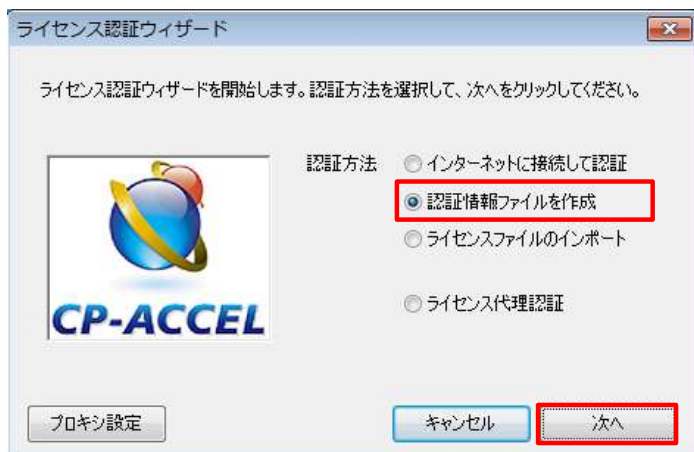 ライセンス認証ウィザード
ライセンス認証ウィザードを開始します。認証方法を選択して、次へをクリックしてください。
認証方法
インターネットに接続して認証
認証情報ファイルを作成
ライセンスファイルのインポート
ライセンス代理認証
CP-ACCEL
プロキシ設定
キャンセル
次へ